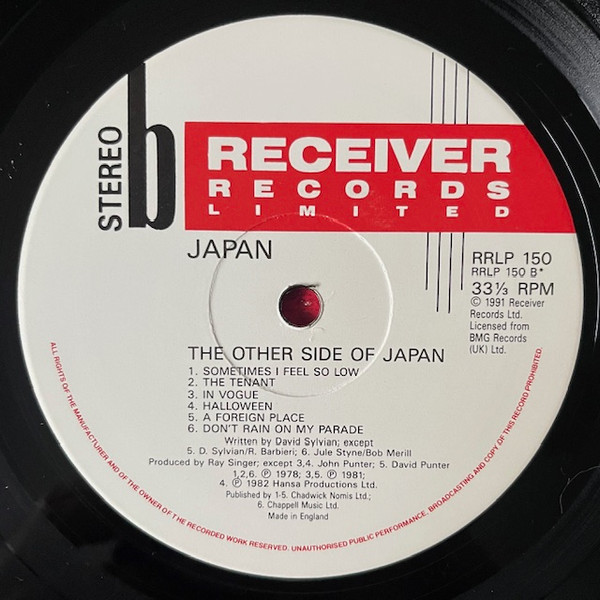 STEREO
b
RECEIVER
RECORDS
LIMITED
JAPAN
RRLP 150
RRLP 150 B*
33⅓ RPM
© 1991 Receiver
Records Ltd.
Licensed from
BMG Records
(UK) Ltd.
THE OTHER SIDE OF JAPAN
1. SOMETIMES I FEEL SO LOW
2. THE TENANT
3. IN VOGUE
4. HALLOWEEN
5. A FOREIGN PLACE
6. DON'T RAIN ON MY PARADE
Written by David Sylvian; except
5. D. Sylvian/R. Barbieri; 6. Jule Styne/Bob Merill
Produced by Ray Singer; except 3,4. John Punter; 5. David Punter
1,2,6. ℗ 1978; 3,5. ℗ 1981;
4. ℗ 1982 Hansa Productions Ltd.
Published by 1-5. Chadwick Nomis Ltd.;
6. Chappell Music Ltd.
Made in England
ALL RIGHTS OF THE MANUFACTURER AND OF THE OWNER OF THE RECORDED WORK RESERVED. UNAUTHORISED PUBLIC PERFORMANCE, BROADCASTING AND COPYING OF THIS RECORD PROHIBITED.